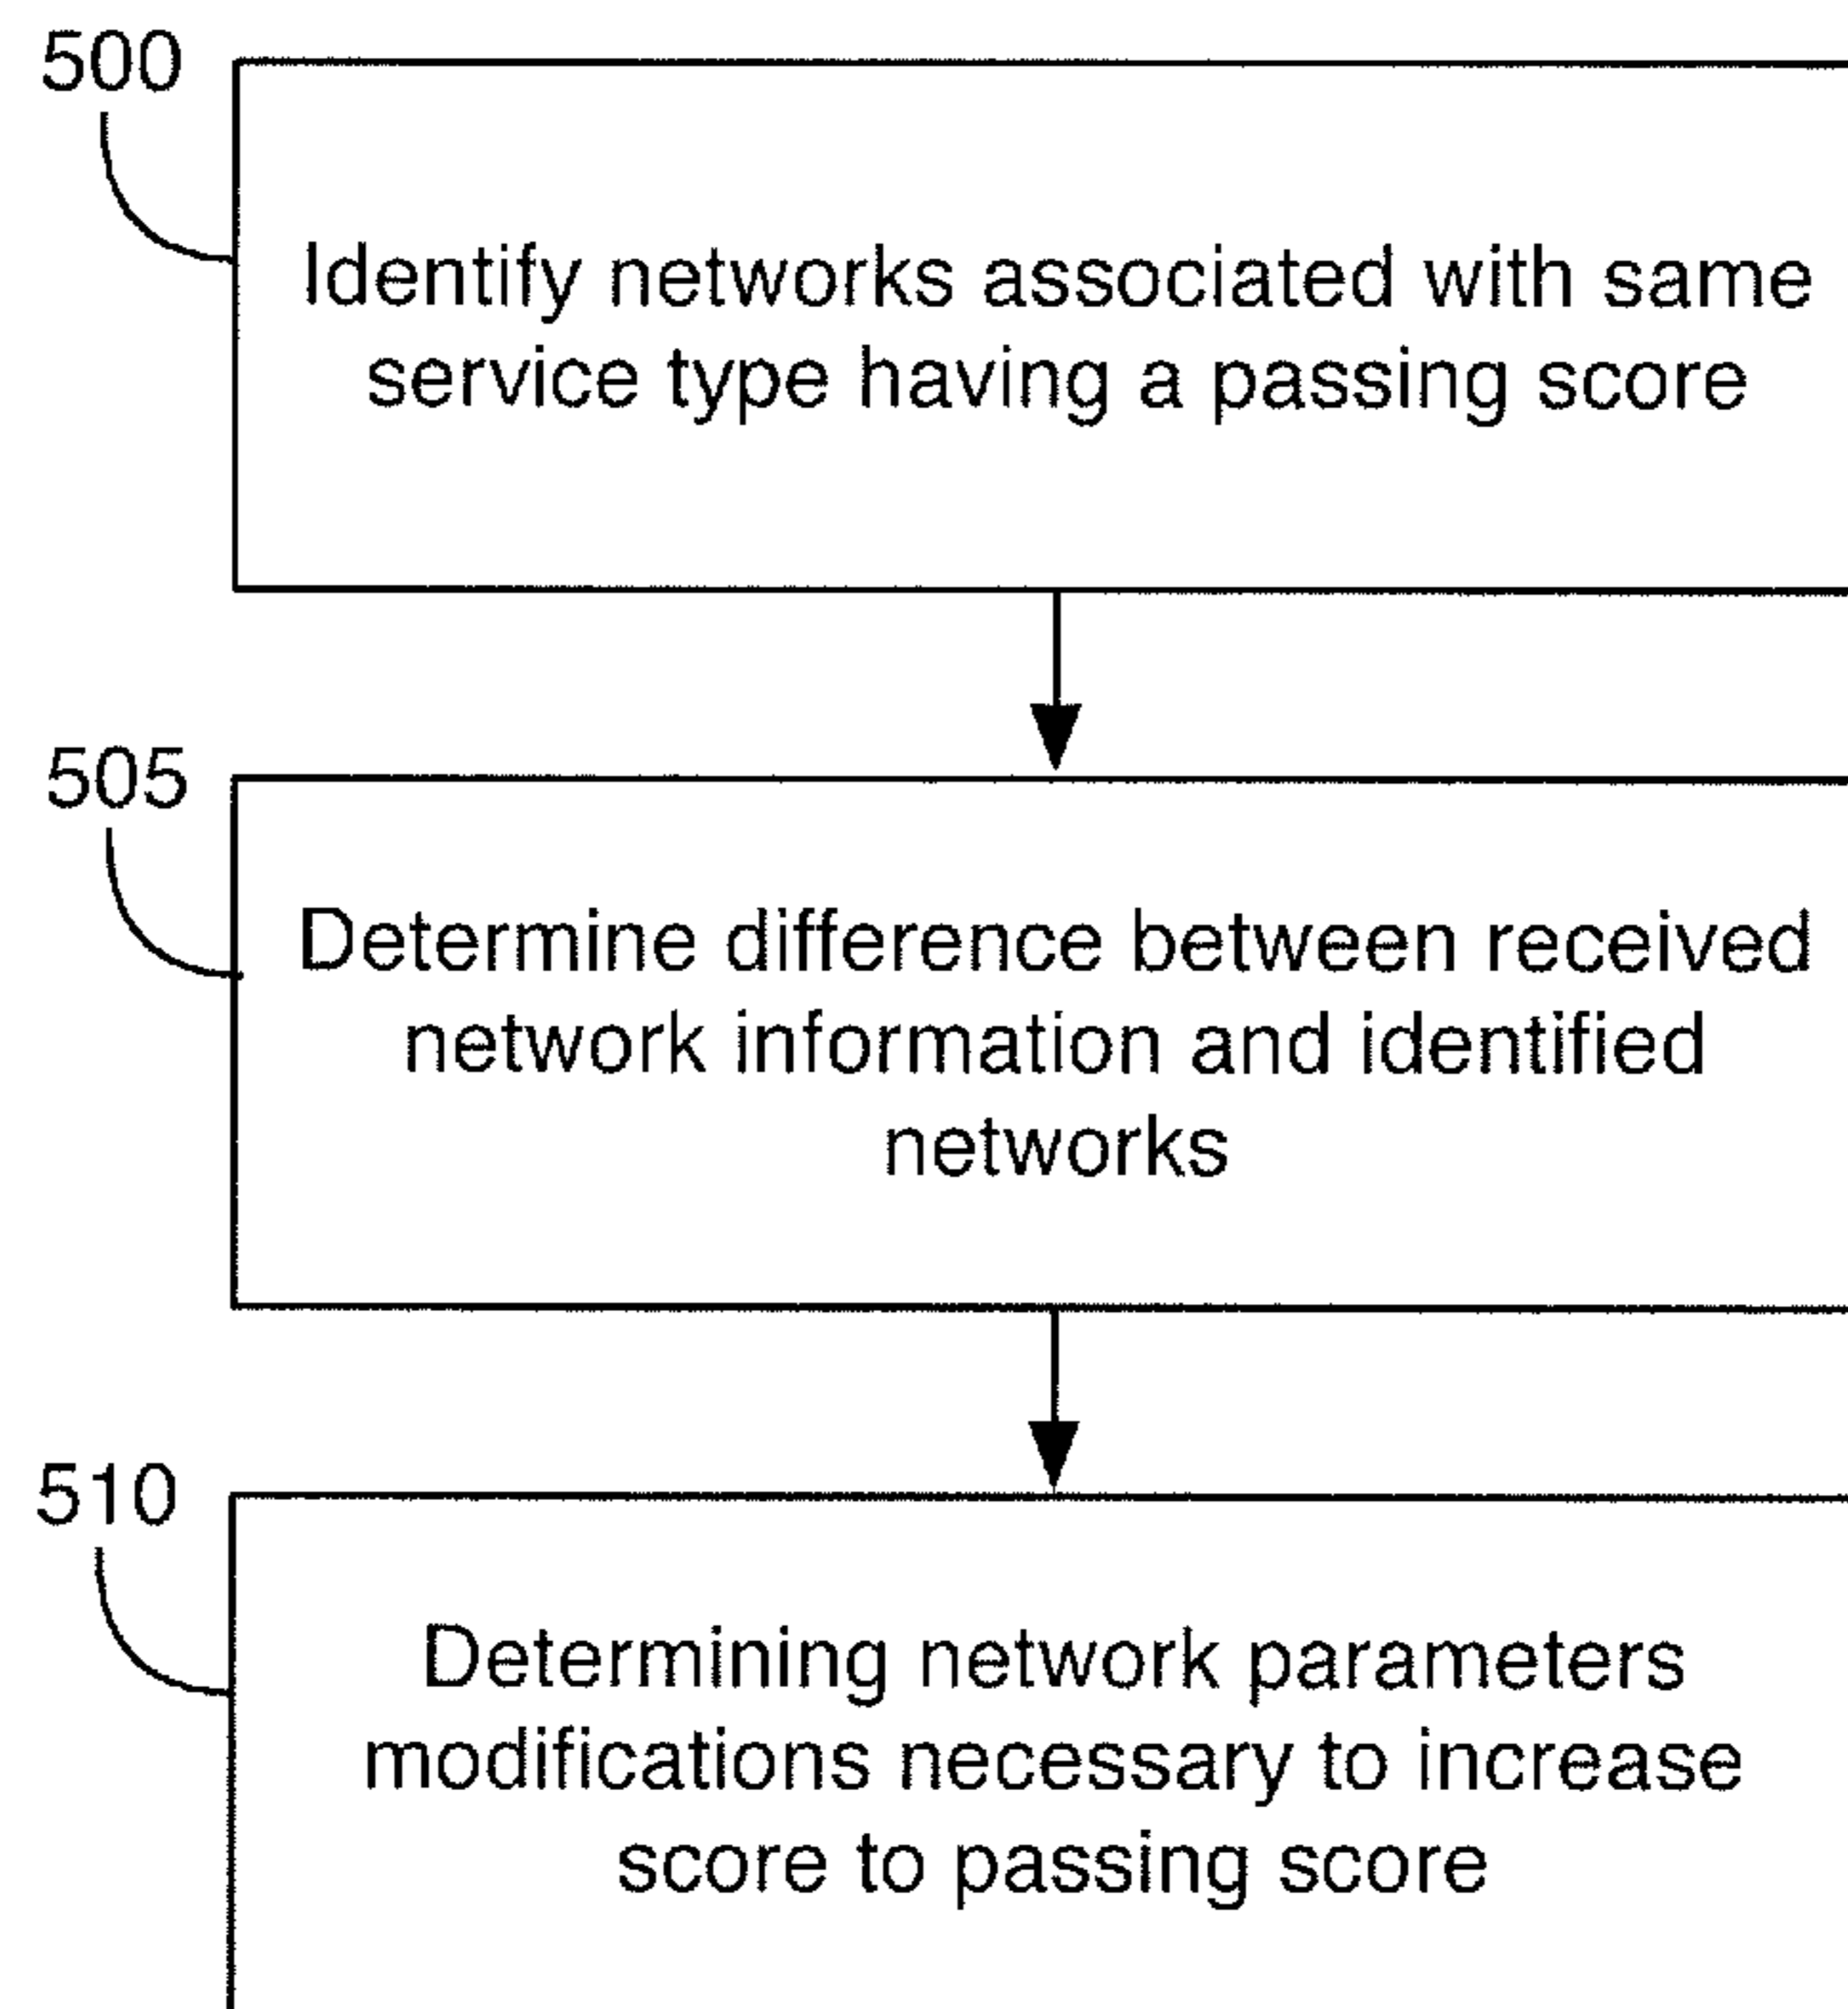 500
Identify networks associated with same
service type having a passing score
505
Determine difference between received
network information and identified
networks
510
Determining network parameters
modifications necessary to increase
score to passing score